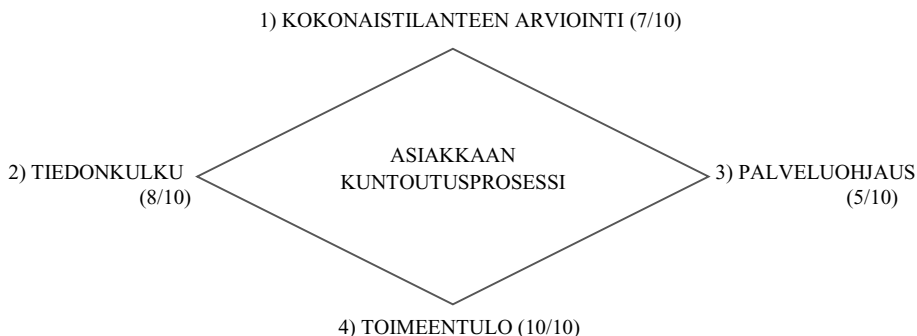 1) KOKONAISTILANTEEN ARVIOINTI (7/10)
ASIAKKAAN
KUNTOUTUSPROSESSI
2) TIEDONKULKU
(8/10)
3) PALVELUOHJAUS
(5/10)
4) TOIMEENTULO (10/10)